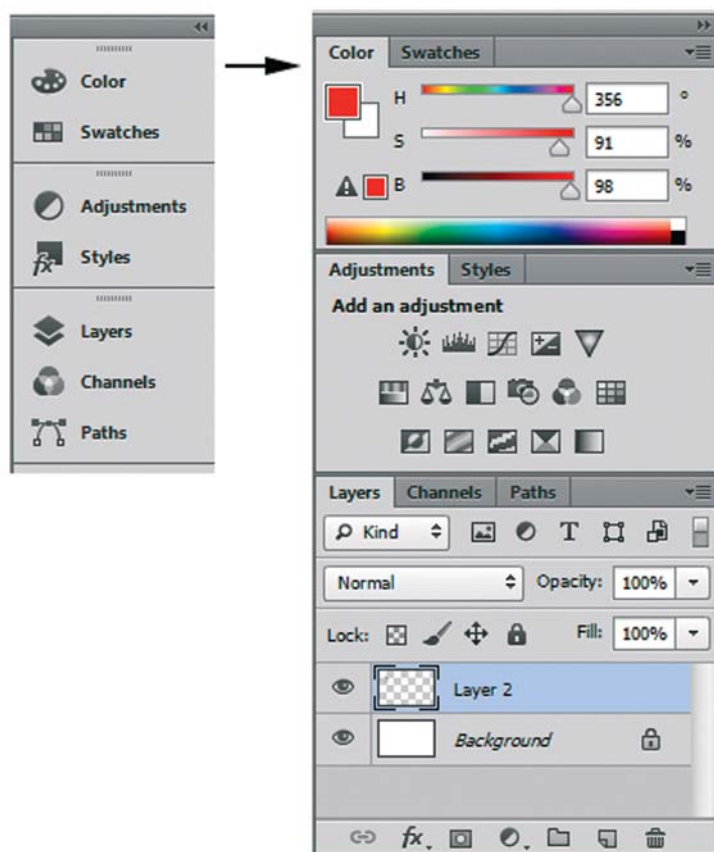 Color
Swatches
Adjustments
Styles
Layers
Channels
Paths
Color Swatches
H 356 °
S 91 %
B 98 %
Adjustments Styles
Add an adjustment
Layers Channels Paths
Kind T
Normal Opacity: 100%
Lock: Fill: 100%
Layer 2
Background
fx